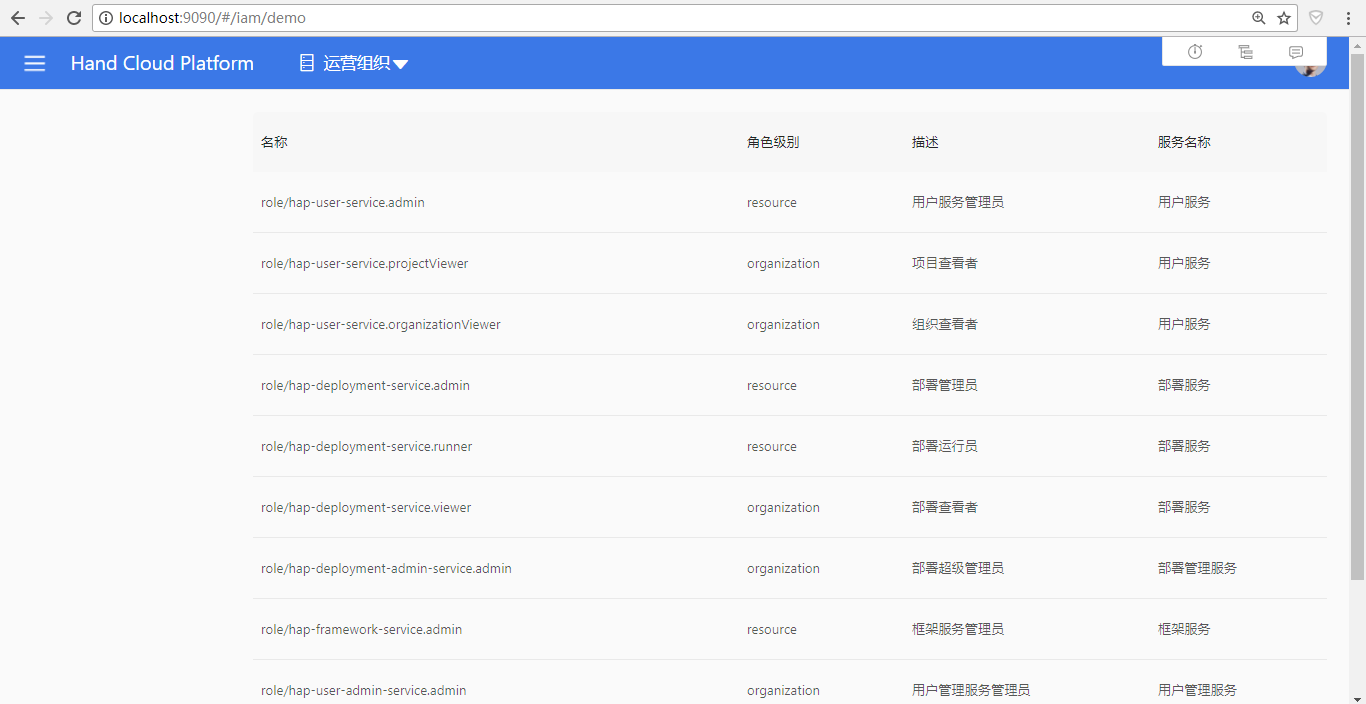 localhost:9090/#/iam/demo
Hand Cloud Platform 运营组织
名称 角色级别 描述 服务名称
role/hap-user-service.admin resource 用户服务管理员 用户服务
role/hap-user-service.projectViewer organization 项目查看者 用户服务
role/hap-user-service.organizationViewer organization 组织查看者 用户服务
role/hap-deployment-service.admin resource 部署管理员 部署服务
role/hap-deployment-service.runner resource 部署运行员 部署服务
role/hap-deployment-service.viewer organization 部署查看者 部署服务
role/hap-deployment-admin-service.admin organization 部署超级管理员 部署管理服务
role/hap-framework-service.admin resource 框架服务管理员 框架服务
role/hap-user-admin-service.admin organization 用户管理服务管理员 用户管理服务